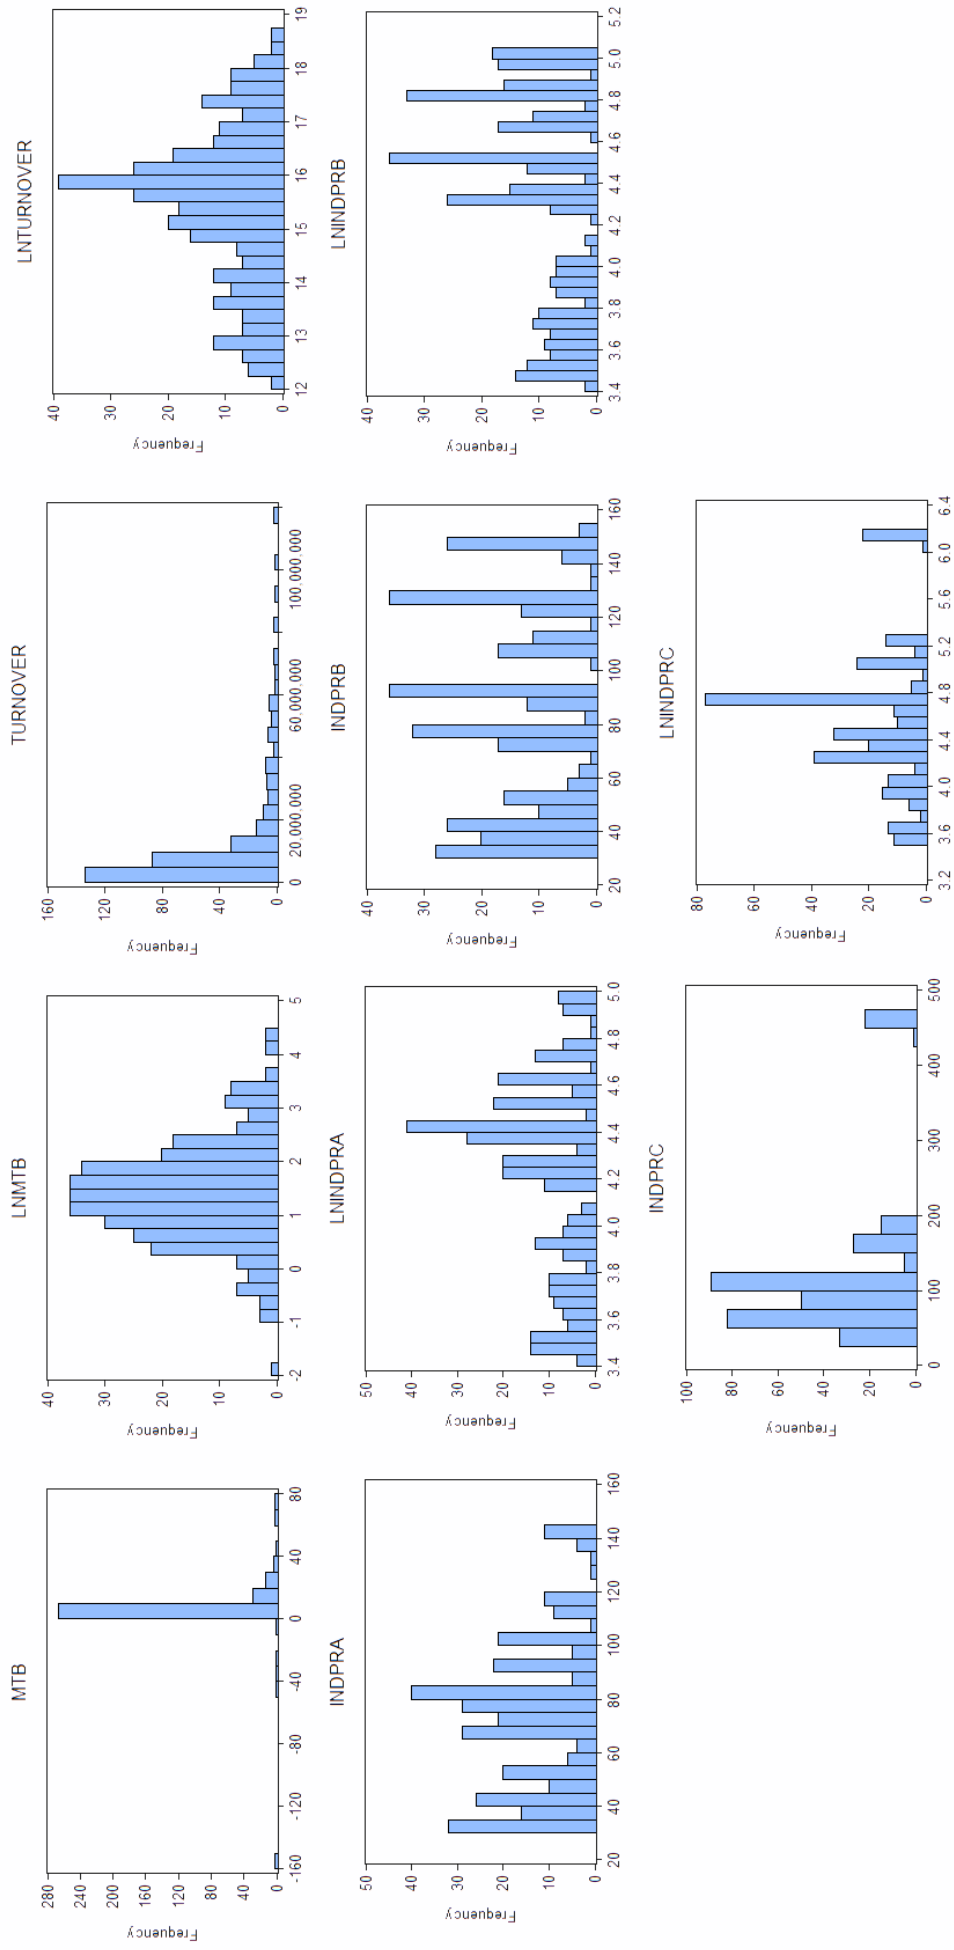 MTB
Frequency
280
240
200
160
120
80
40
0
-160 -120 -80 -40 0 40 80
LNMTB
Frequency
40
30
20
10
0
-2 -1 0 1 2 3 4 5
TURNOVER
Frequency
160
120
80
40
0
0 20,000,000 60,000,000 100,000,000
LNTURNOVER
Frequency
40
30
20
10
0
12 13 14 15 16 17 18 19
INDPRA
Frequency
50
40
30
20
10
0
20 40 60 80 100 120 140 160
LNINDPRA
Frequency
50
40
30
20
10
0
3.4 3.6 3.8 4.0 4.2 4.4 4.6 4.8 5.0
INDPRB
Frequency
40
30
20
10
0
20 40 60 80 100 120 140 160
LNINDPRB
Frequency
40
30
20
10
0
3.4 3.6 3.8 4.0 4.2 4.4 4.6 4.8 5.0 5.2
INDPRC
Frequency
100
80
60
40
20
0
0 100 200 300 400 500
LNINDPRC
Frequency
80
60
40
20
0
3.2 3.6 4.0 4.4 4.8 5.2 5.6 6.0 6.4